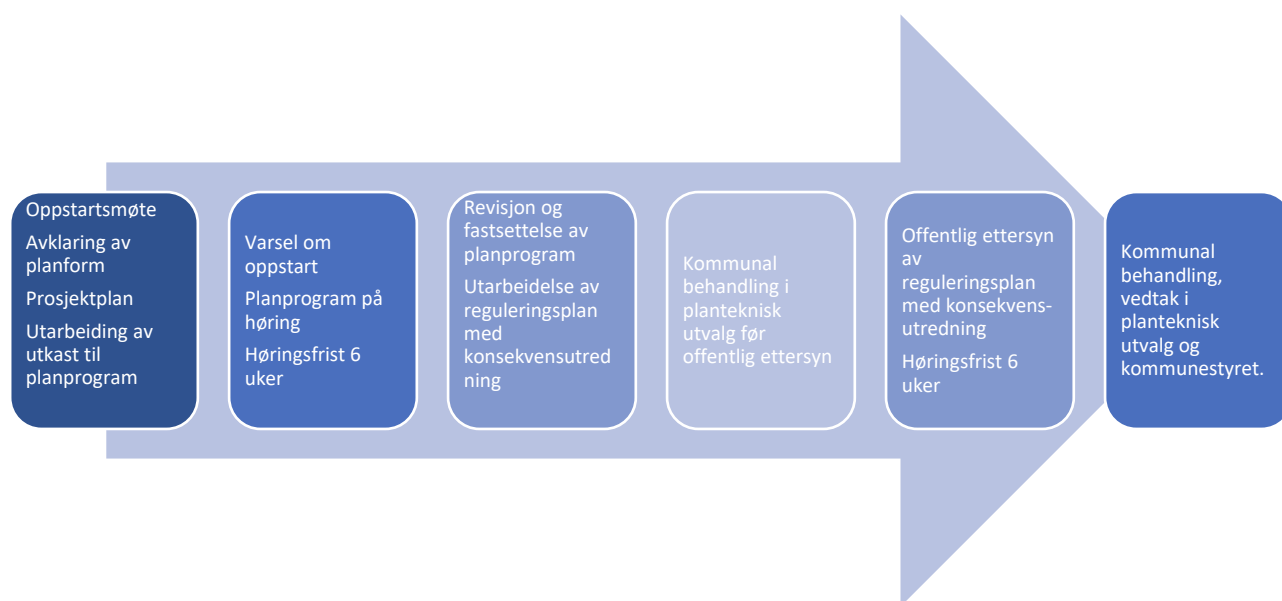 Oppstartsmøte
Avklaring av
planform
Prosjektplan
Utarbeiding av
utkast til
planprogram
Varsel om
oppstart
Planprogram på
høring
Høringsfrist 6
uker
Revisjon og
fastsettelse av
planprogram
Utarbeidelse av
reguleringsplan
med
konsekvensutred
ning
Kommunal
behandling i
planteknisk
utvalg før
offentlig ettersyn
Offentlig ettersyn
av
reguleringsplan
med konsekvens-
utredning
Høringsfrist 6
uker
Kommunal
behandling,
vedtak i
planteknisk
utvalg og
kommunestyret.